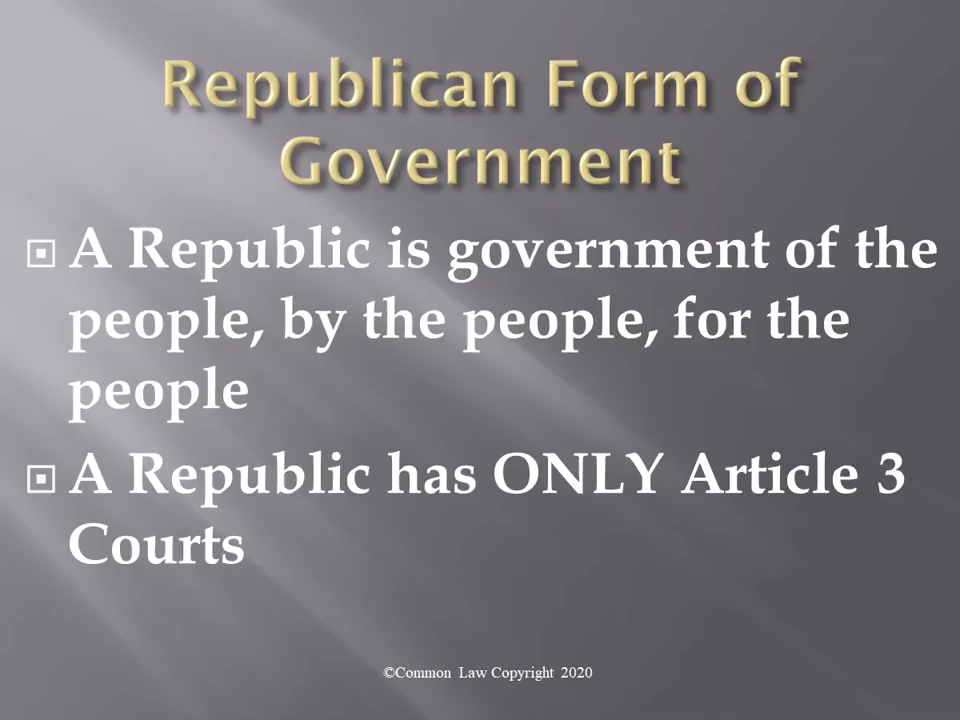 Republican Form of
Government
A Republic is government of the
people, by the people, for the
people
A Republic has ONLY Article 3
Courts
©Common Law Copyright 2020